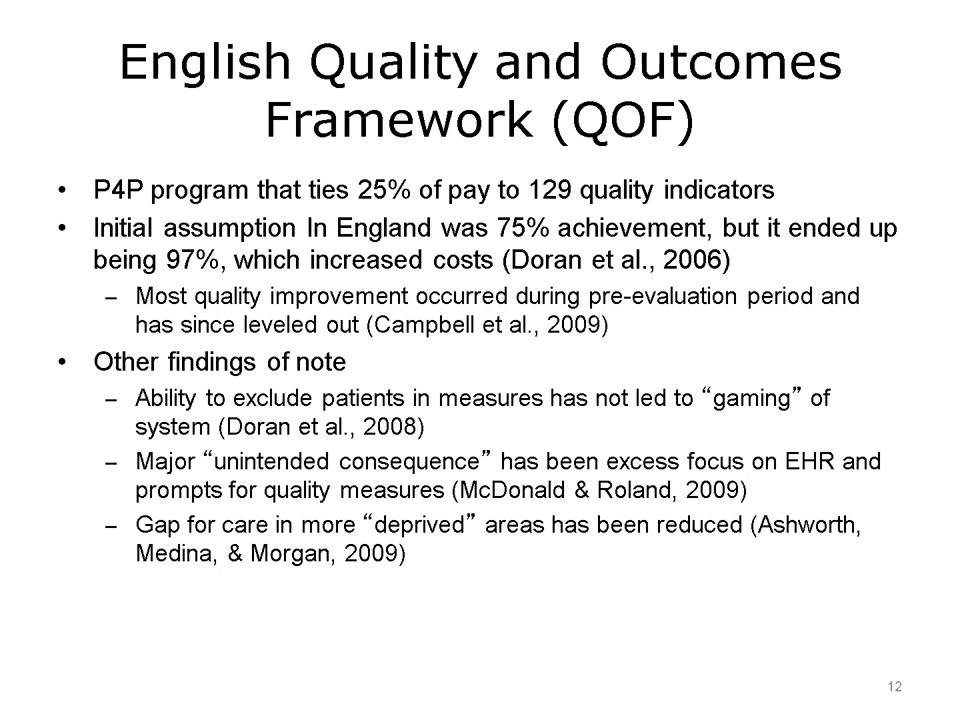 English Quality and Outcomes
Framework (QOF)
• P4P program that ties 25% of pay to 129 quality indicators
• Initial assumption In England was 75% achievement, but it ended up
being 97%, which increased costs (Doran et al., 2006)
– Most quality improvement occurred during pre-evaluation period and
has since leveled out (Campbell et al., 2009)
• Other findings of note
– Ability to exclude patients in measures has not led to “gaming” of
system (Doran et al., 2008)
– Major “unintended consequence” has been excess focus on EHR and
prompts for quality measures (McDonald & Roland, 2009)
– Gap for care in more “deprived” areas has been reduced (Ashworth,
Medina, & Morgan, 2009)
12